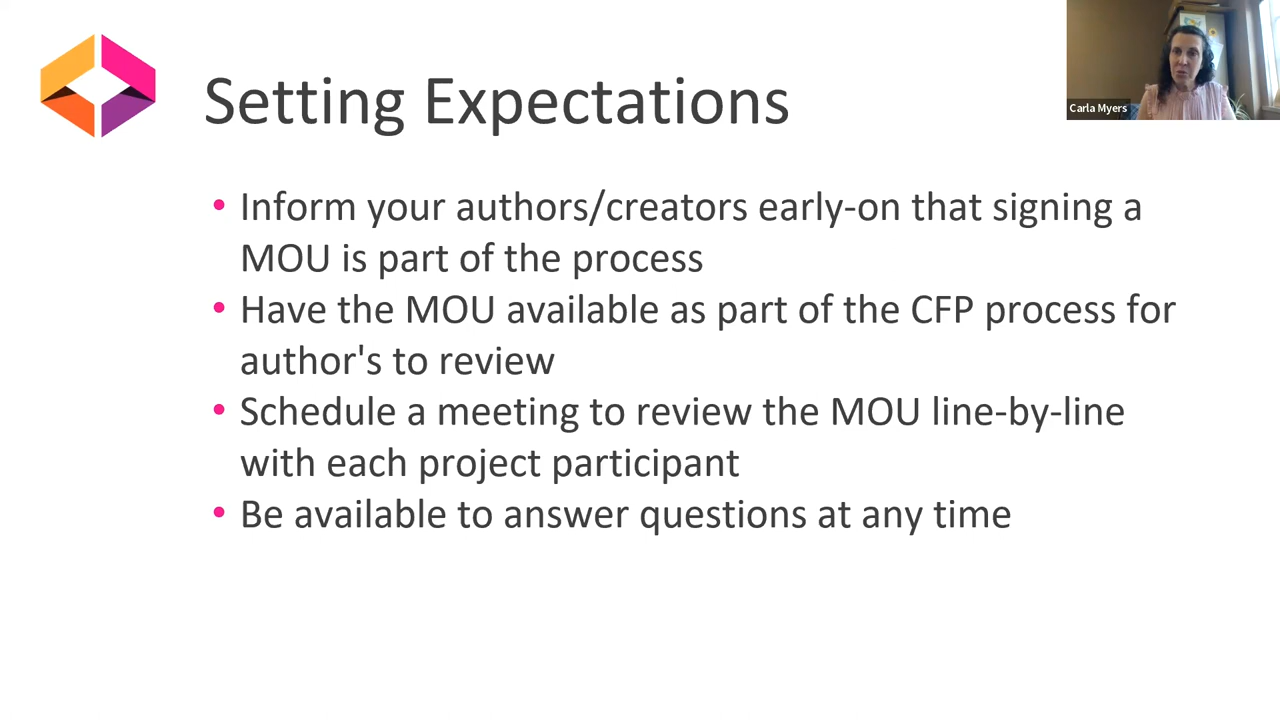 Setting Expectations
Carla Myers
• Inform your authors/creators early-on that signing a
MOU is part of the process
• Have the MOU available as part of the CFP process for
author's to review
• Schedule a meeting to review the MOU line-by-line
with each project participant
• Be available to answer questions at any time